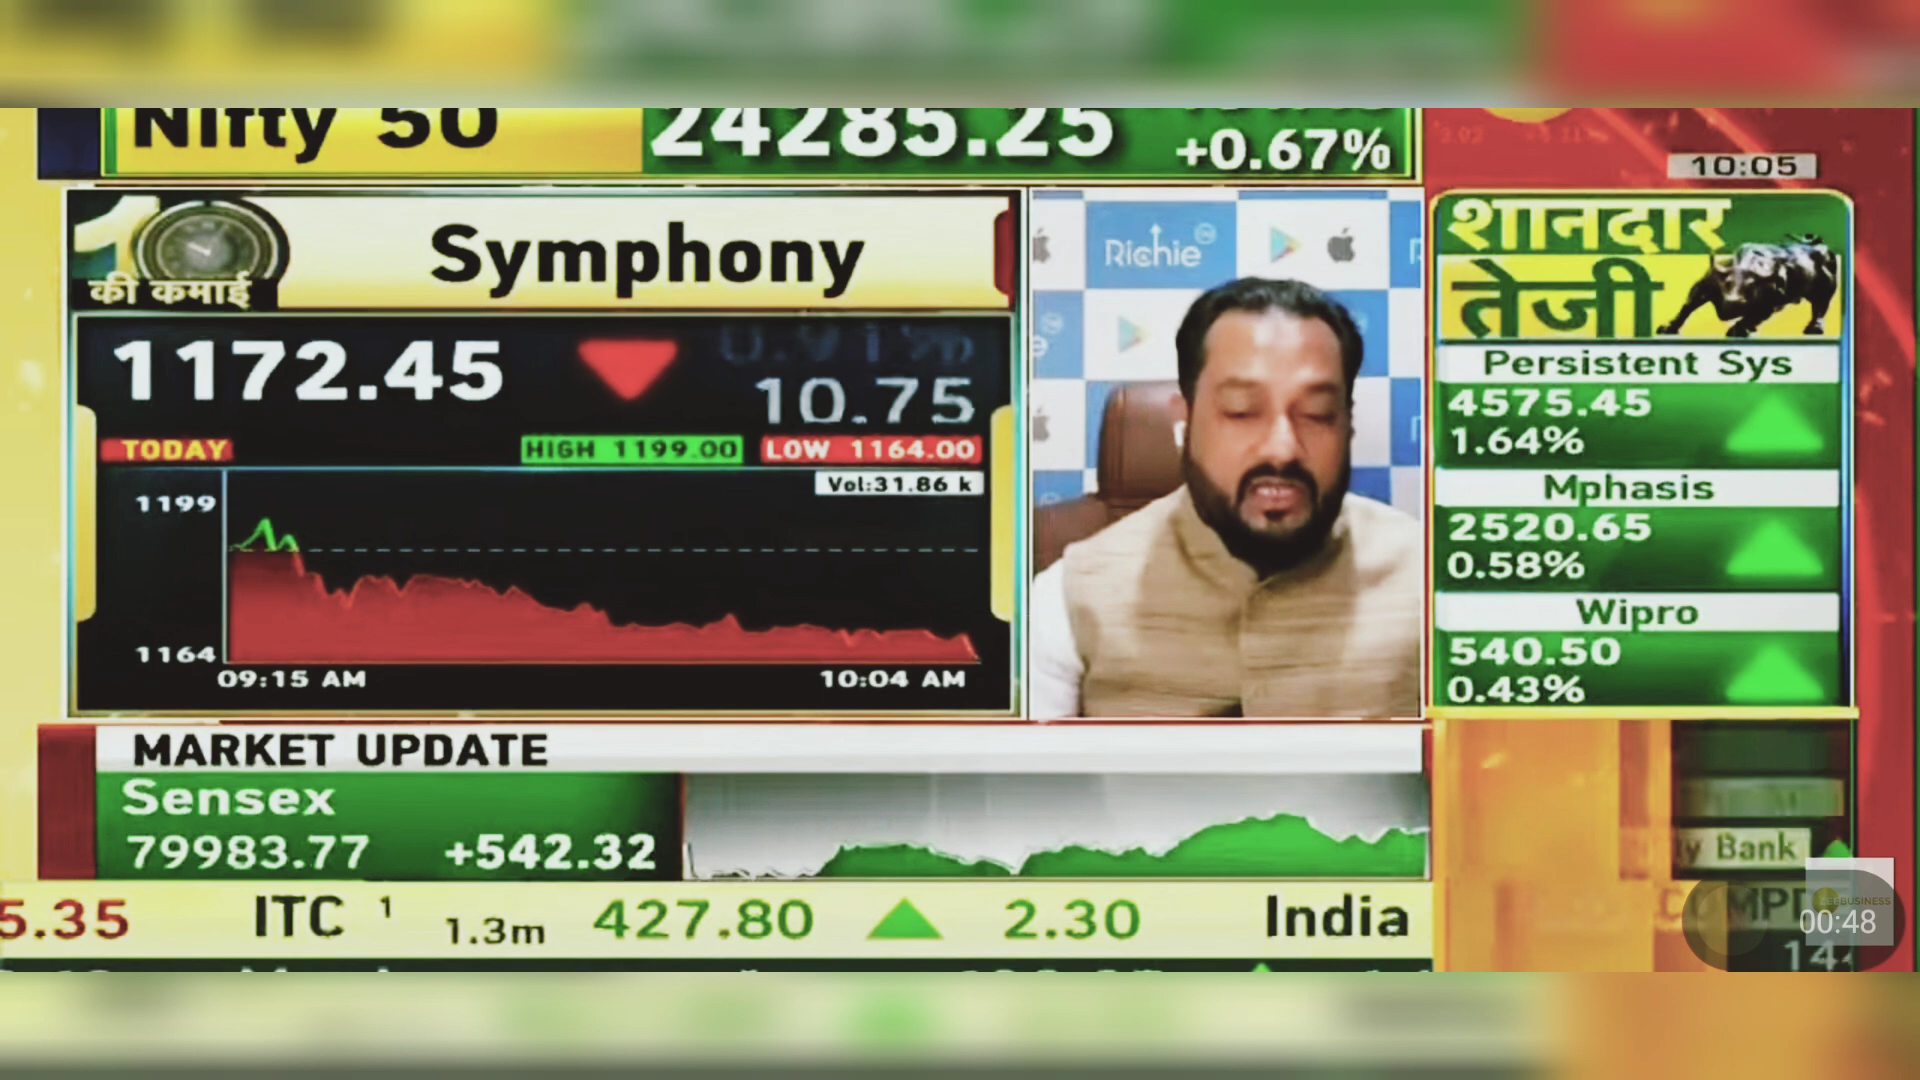 Nifty 50
24285.25
+0.67%
10:05
1
की कमाई
Symphony
Richie
शानदार
तेजी
1172.45
10.75
TODAY
HIGH 1199.00
LOW 1164.00
Vol:31.86 k
1199
1164
09:15 AM
10:04 AM
Persistent Sys
4575.45
1.64%
Mphasis
2520.65
0.58%
Wipro
540.50
0.43%
MARKET UPDATE
Sensex
79983.77 +542.32
5.35 ITC 1 1.3m 427.80 2.30 India
Bank
BUSINESS
00:48